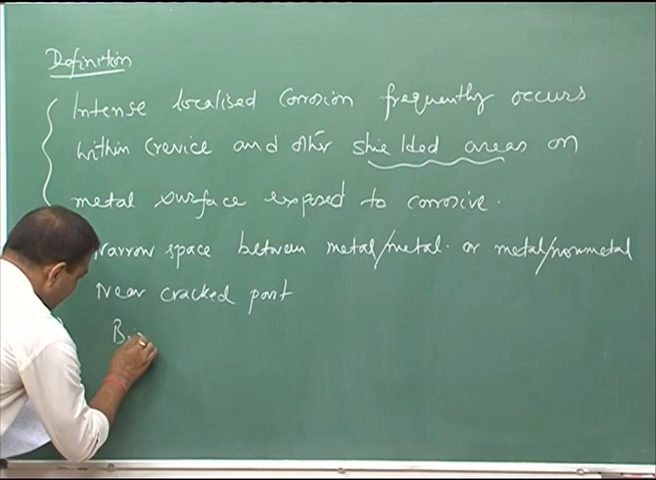 Definition
Intense localised corrosion frequently occurs
within crevice and other shielded areas on
metal surface exposed to corrosive.
Narrow space between metal/metal. or metal/nonmetal
Near cracked part